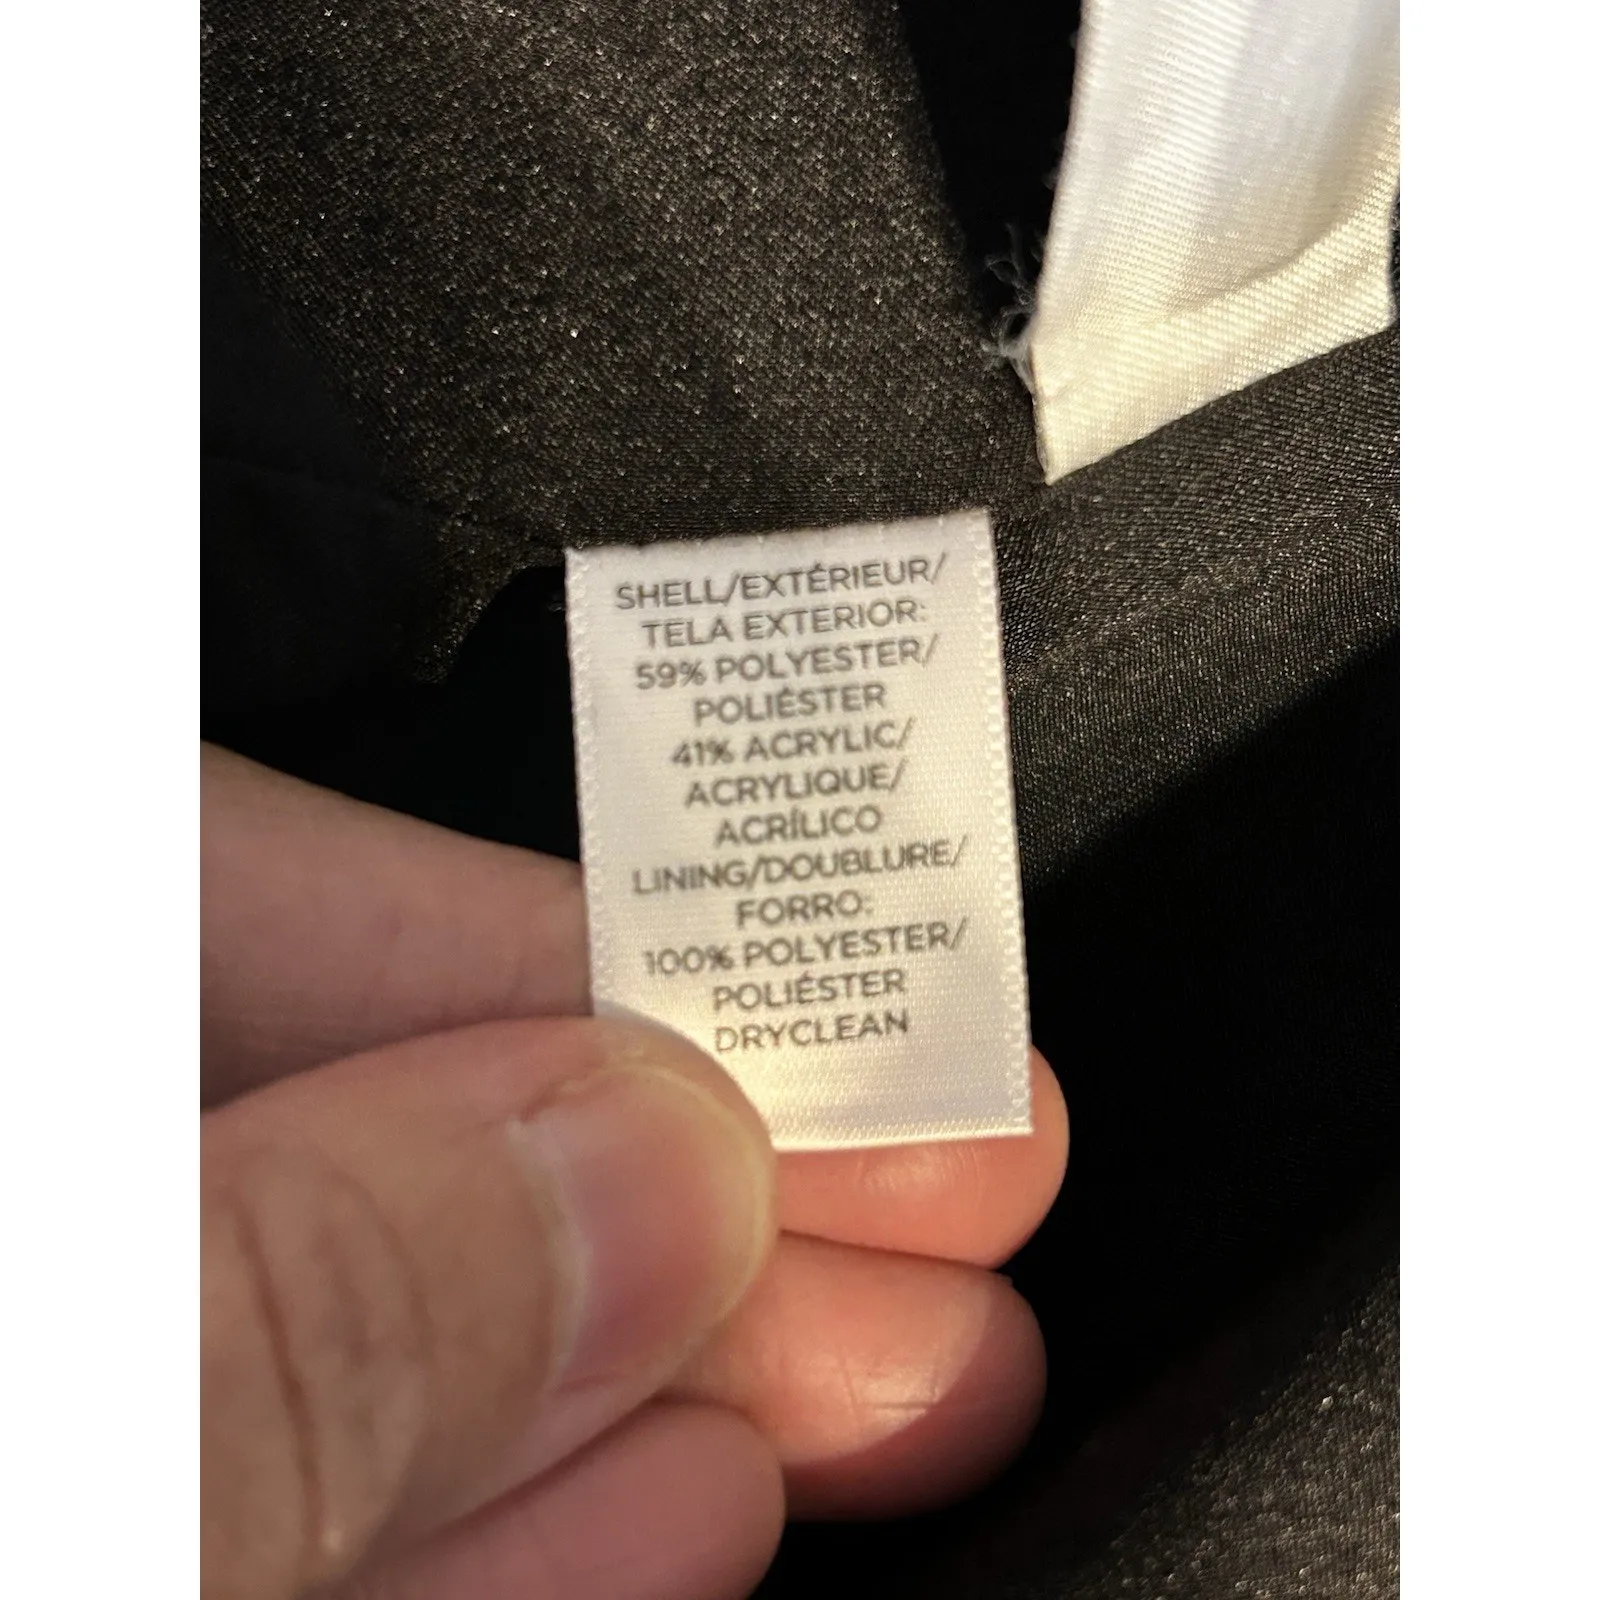 SHELL/EXTÉRIEUR/
TELA EXTERIOR:
59% POLYESTER/
POLIÉSTER
41% ACRYLIC/
ACRYLIQUE/
ACRÍLICO
LINING/DOUBLURE/
FORRO:
100% POLYESTER/
POLIÉSTER
DRYCLEAN